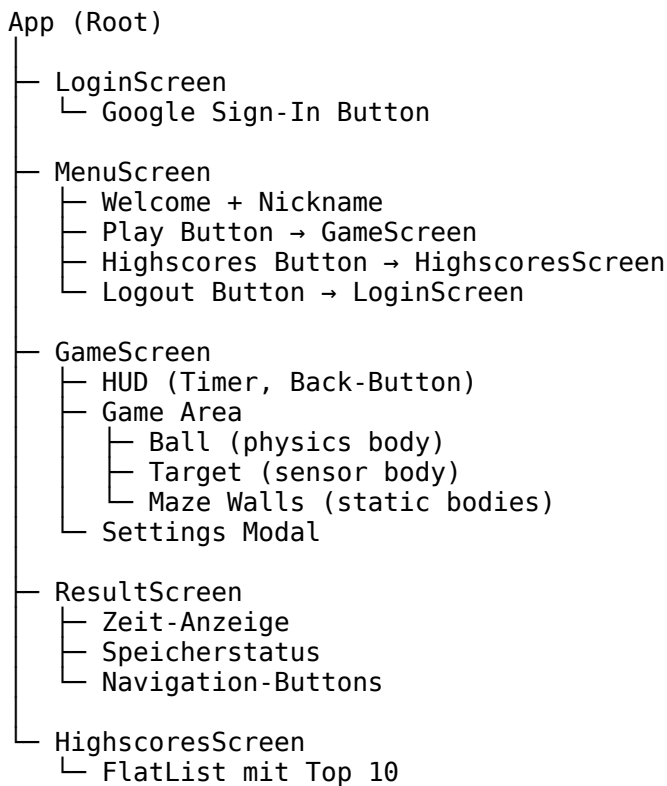 App (Root)
│
├─ LoginScreen
│  └─ Google Sign-In Button
│
├─ MenuScreen
│  ├─ Welcome + Nickname
│  ├─ Play Button → GameScreen
│  ├─ Highscores Button → HighscoresScreen
│  └─ Logout Button → LoginScreen
│
├─ GameScreen
│  ├─ HUD (Timer, Back-Button)
│  ├─ Game Area
│  │  ├─ Ball (physics body)
│  │  ├─ Target (sensor body)
│  │  └─ Maze Walls (static bodies)
│  └─ Settings Modal
│
├─ ResultScreen
│  ├─ Zeit-Anzeige
│  ├─ Speicherstatus
│  └─ Navigation-Buttons
│
└─ HighscoresScreen
   └─ FlatList mit Top 10